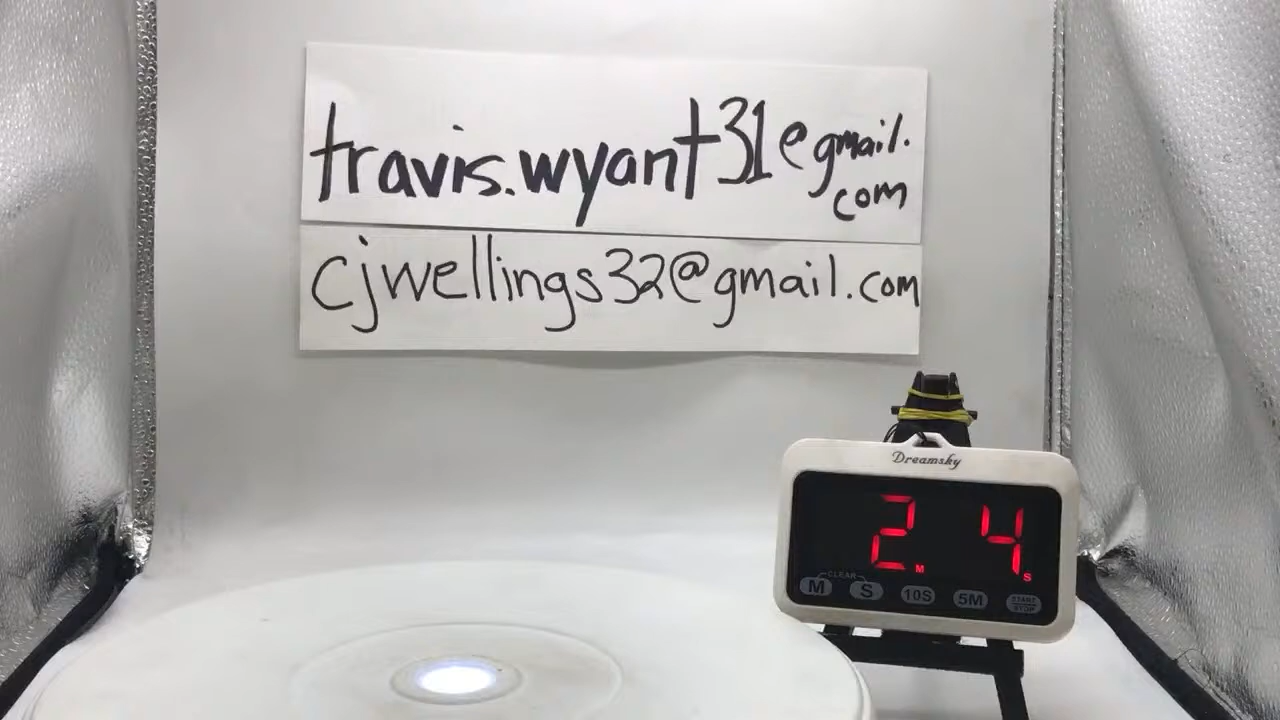 travis.wyant31@gmail.
com
cjwellings32@gmail.com
Dreamsky
2 M 4 S
CLEAR
M S 10S 5M START/STOP